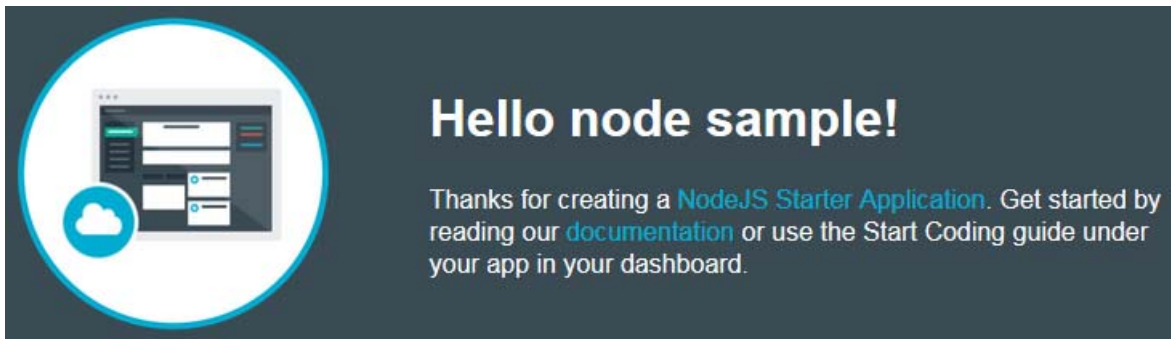 Hello node sample!
Thanks for creating a NodeJS Starter Application. Get started by
reading our documentation or use the Start Coding guide under
your app in your dashboard.